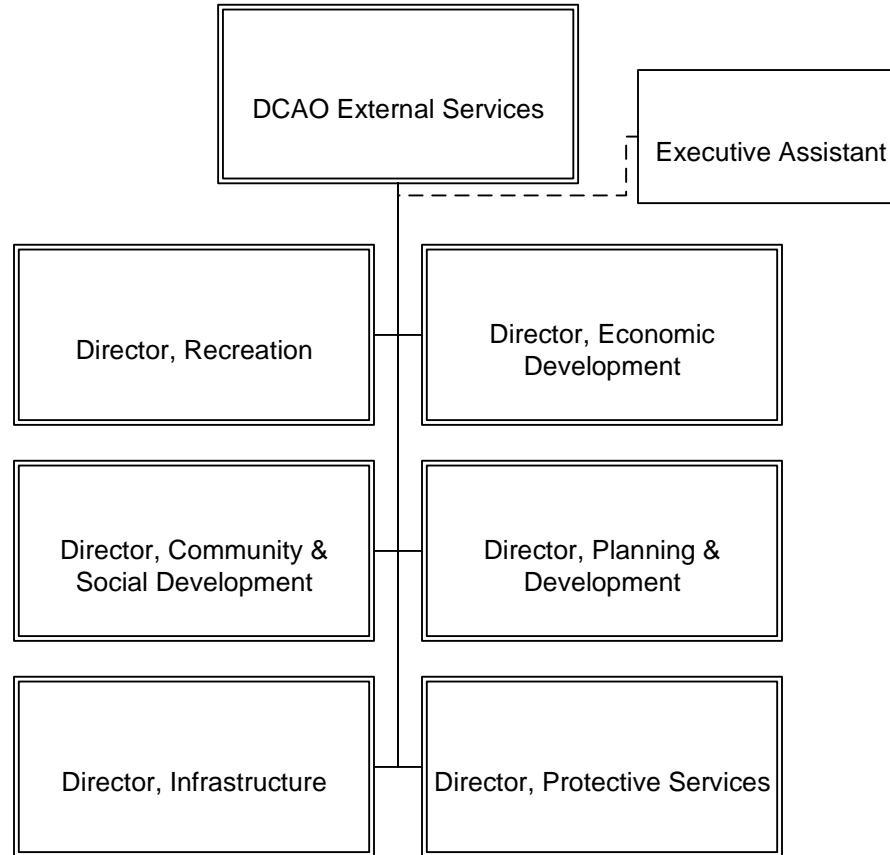 DCAO External Services
Executive Assistant
Director, Recreation
Director, Economic
Development
Director, Community &
Social Development
Director, Planning &
Development
Director, Infrastructure
Director, Protective Services